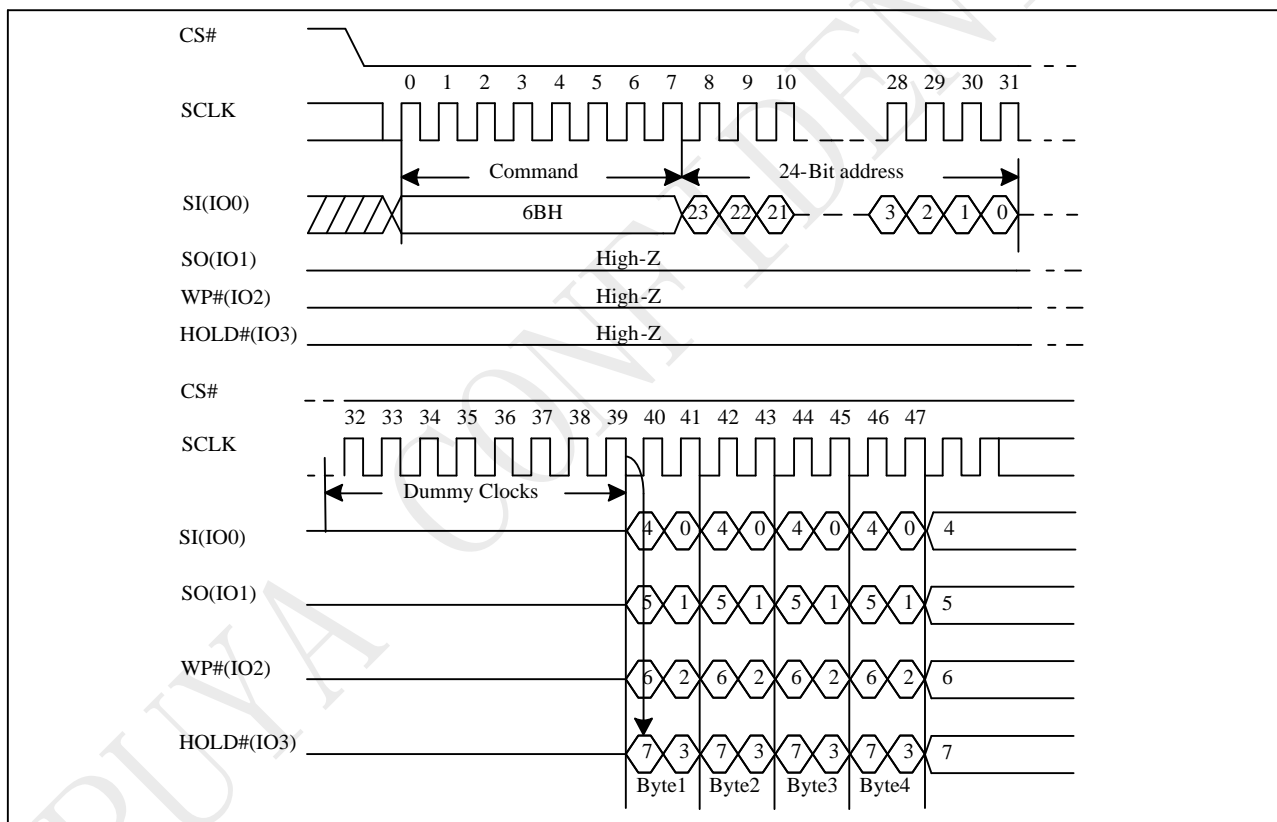 CS#
0 1 2 3 4 5 6 7 8 9 10 28 29 30 31
SCLK
Command 24-Bit address
SI(IO0)
6BH 23 22 21 3 2 1 0
SO(IO1) High-Z
WP#(IO2) High-Z
HOLD#(IO3) High-Z
CS#
32 33 34 35 36 37 38 39 40 41 42 43 44 45 46 47
SCLK
Dummy Clocks
SI(IO0) 4 0 4 0 4 0 4 0 4
SO(IO1) 5 1 5 1 5 1 5 1 5
WP#(IO2) 6 2 6 2 6 2 6 2 6
HOLD#(IO3) 7 3 7 3 7 3 7 3 7
Byte1 Byte2 Byte3 Byte4
PUYA CONFIDEN